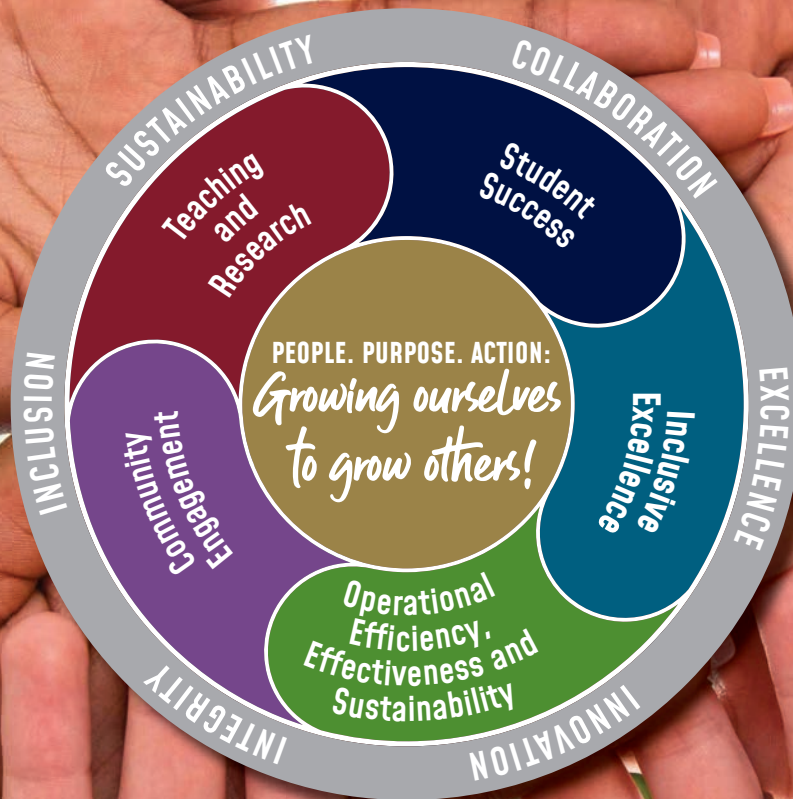 SUSTAINABILITY
COLLABORATION
EXCELLENCE
INNOVATION
INTEGRITY
INCLUSION
Teaching
and
Research
Student
Success
Inclusive
Excellence
Operational
Efficiency,
Effectiveness and
Sustainability
Community
Engagement
PEOPLE. PURPOSE. ACTION:
Growing ourselves
to grow others!